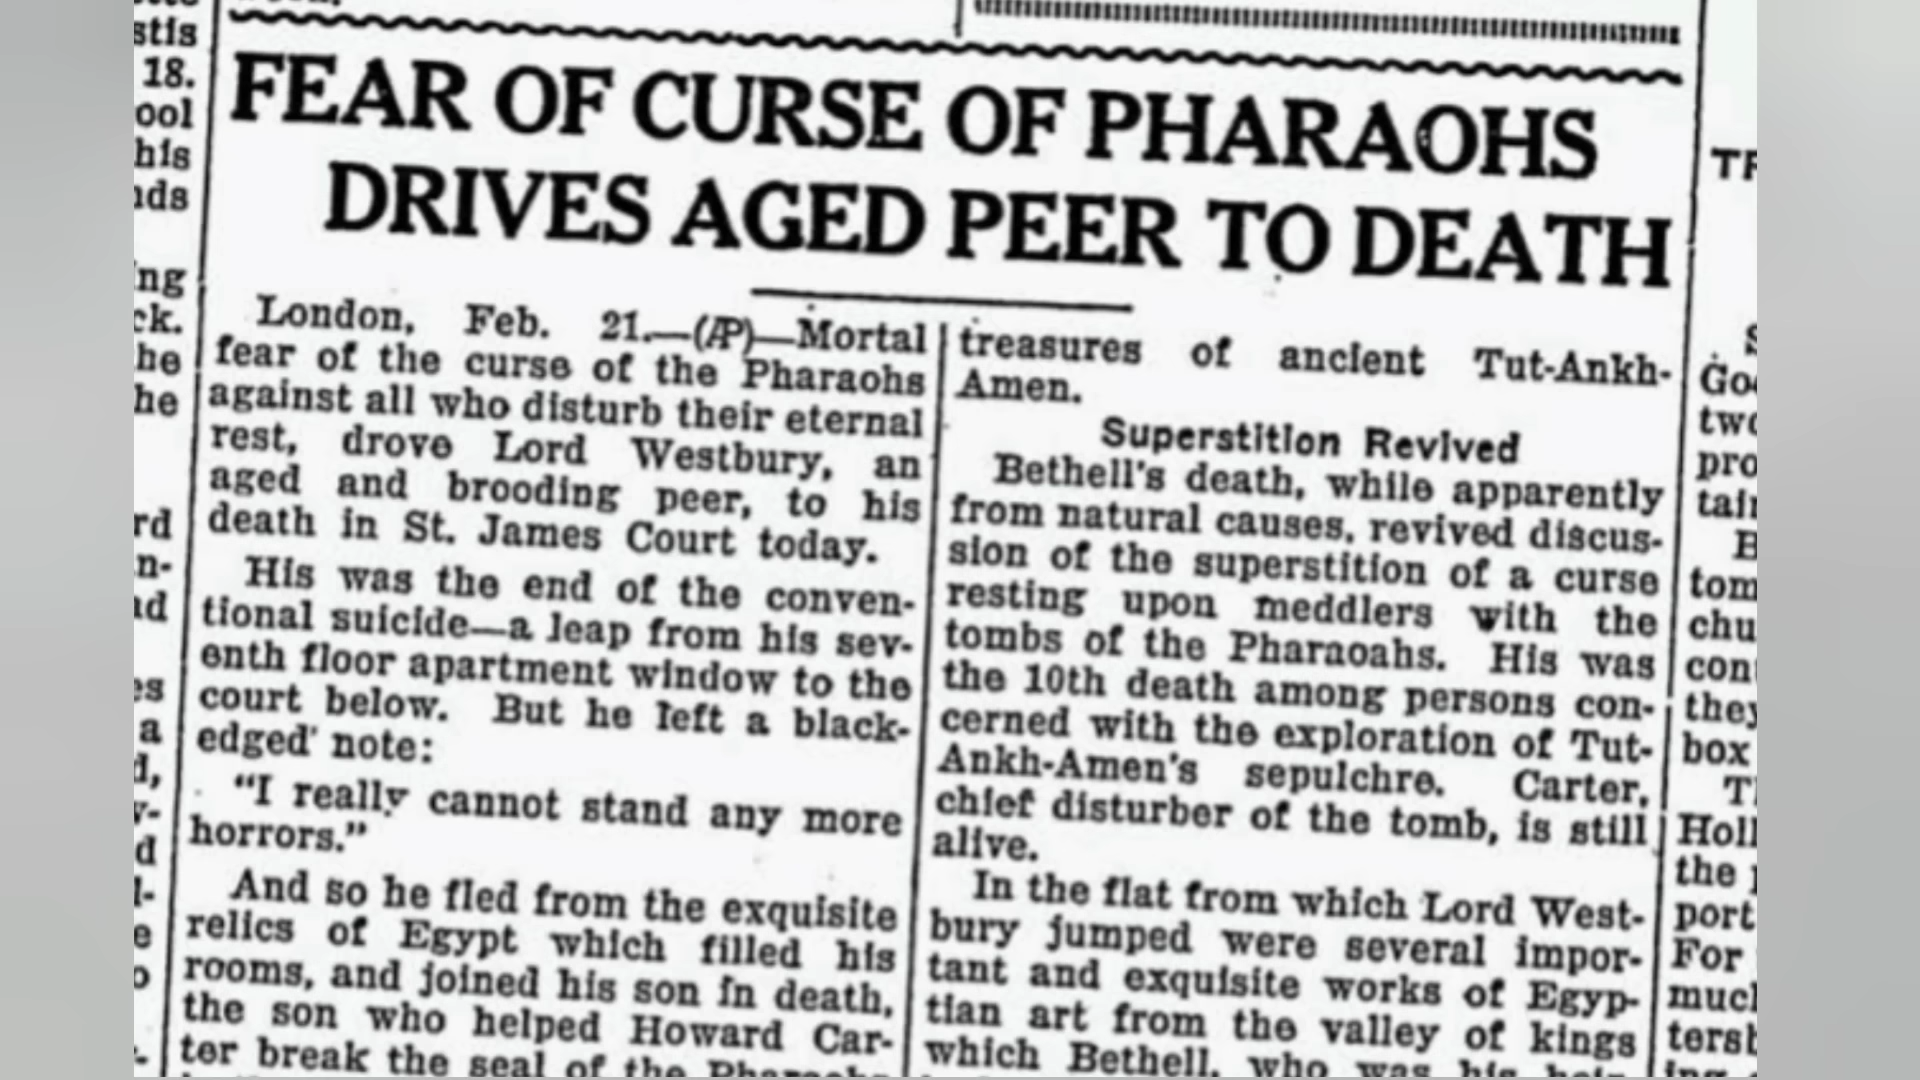 FEAR OF CURSE OF PHARAOHS
DRIVES AGED PEER TO DEATH
London, Feb. 21.—(AP)—Mortal
fear of the curse of the Pharaohs
against all who disturb their eternal
rest, drove Lord Westbury, an
aged and brooding peer, to his
death in St. James Court today.
His was the end of the conven-
tional suicide—a leap from his sev-
enth floor apartment window to the
court below. But he left a black-
edged note:
"I really cannot stand any more
horrors."
And so he fled from the exquisite
relics of Egypt which filled his
rooms, and joined his son in death,
the son who helped Howard Car-
ter break the seal of the Pharaohs
treasures of ancient Tut-Ankh-
Amen.
Superstition Revived
Bethell's death, while apparently
from natural causes, revived discus-
sion of the superstition of a curse
resting upon meddlers with the
tombs of the Pharaoahs. His was
the 10th death among persons con-
cerned with the exploration of Tut-
Ankh-Amen's sepulchre. Carter,
chief disturber of the tomb, is still
alive.
In the flat from which Lord West-
bury jumped were several impor-
tant and exquisite works of Egyp-
tian art from the valley of kings
which Bethell, who was his heir